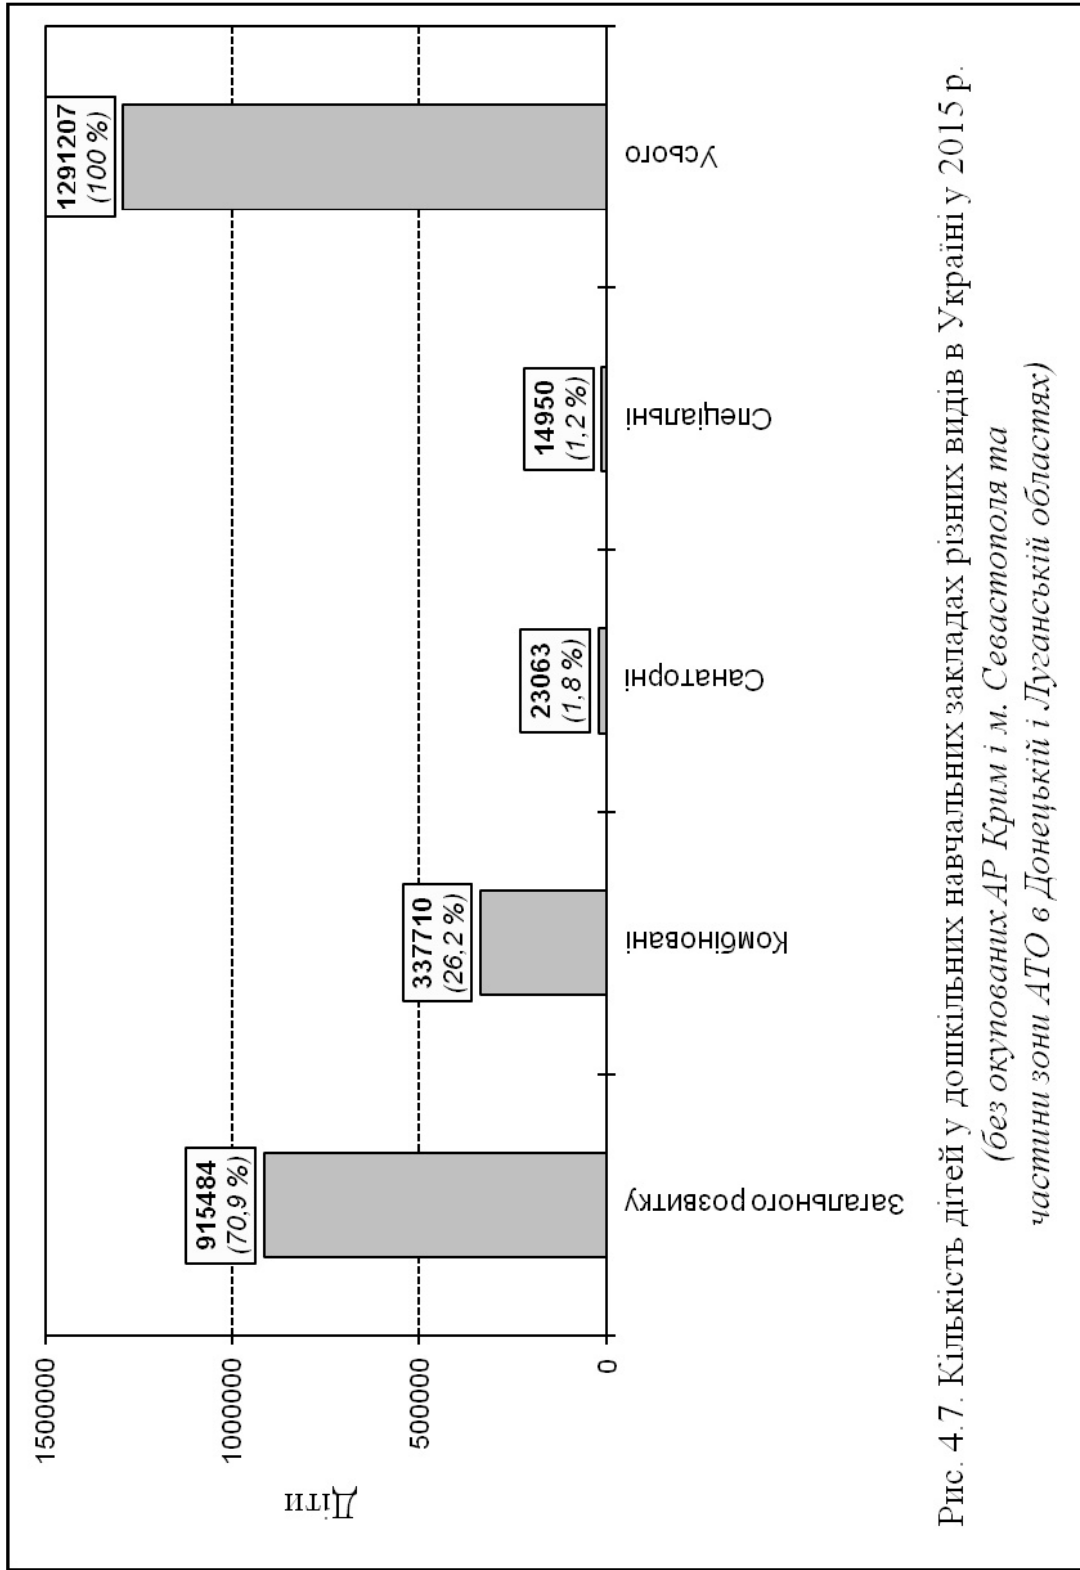 Діти
1500000
1000000
500000
0
915484
(70,9 %)
337710
(26,2 %)
23063
(1,8 %)
14950
(1,2 %)
1291207
(100 %)
Загального розвитку
Комбіновані
Санаторні
Спеціальні
Усього
Рис. 4.7. Кількість дітей у дошкільних навчальних закладах різних видів в Україні у 2015 р.
(без окупованих АР Крим і м. Севастополя та
частини зони АТО в Донецькій і Луганській областях)